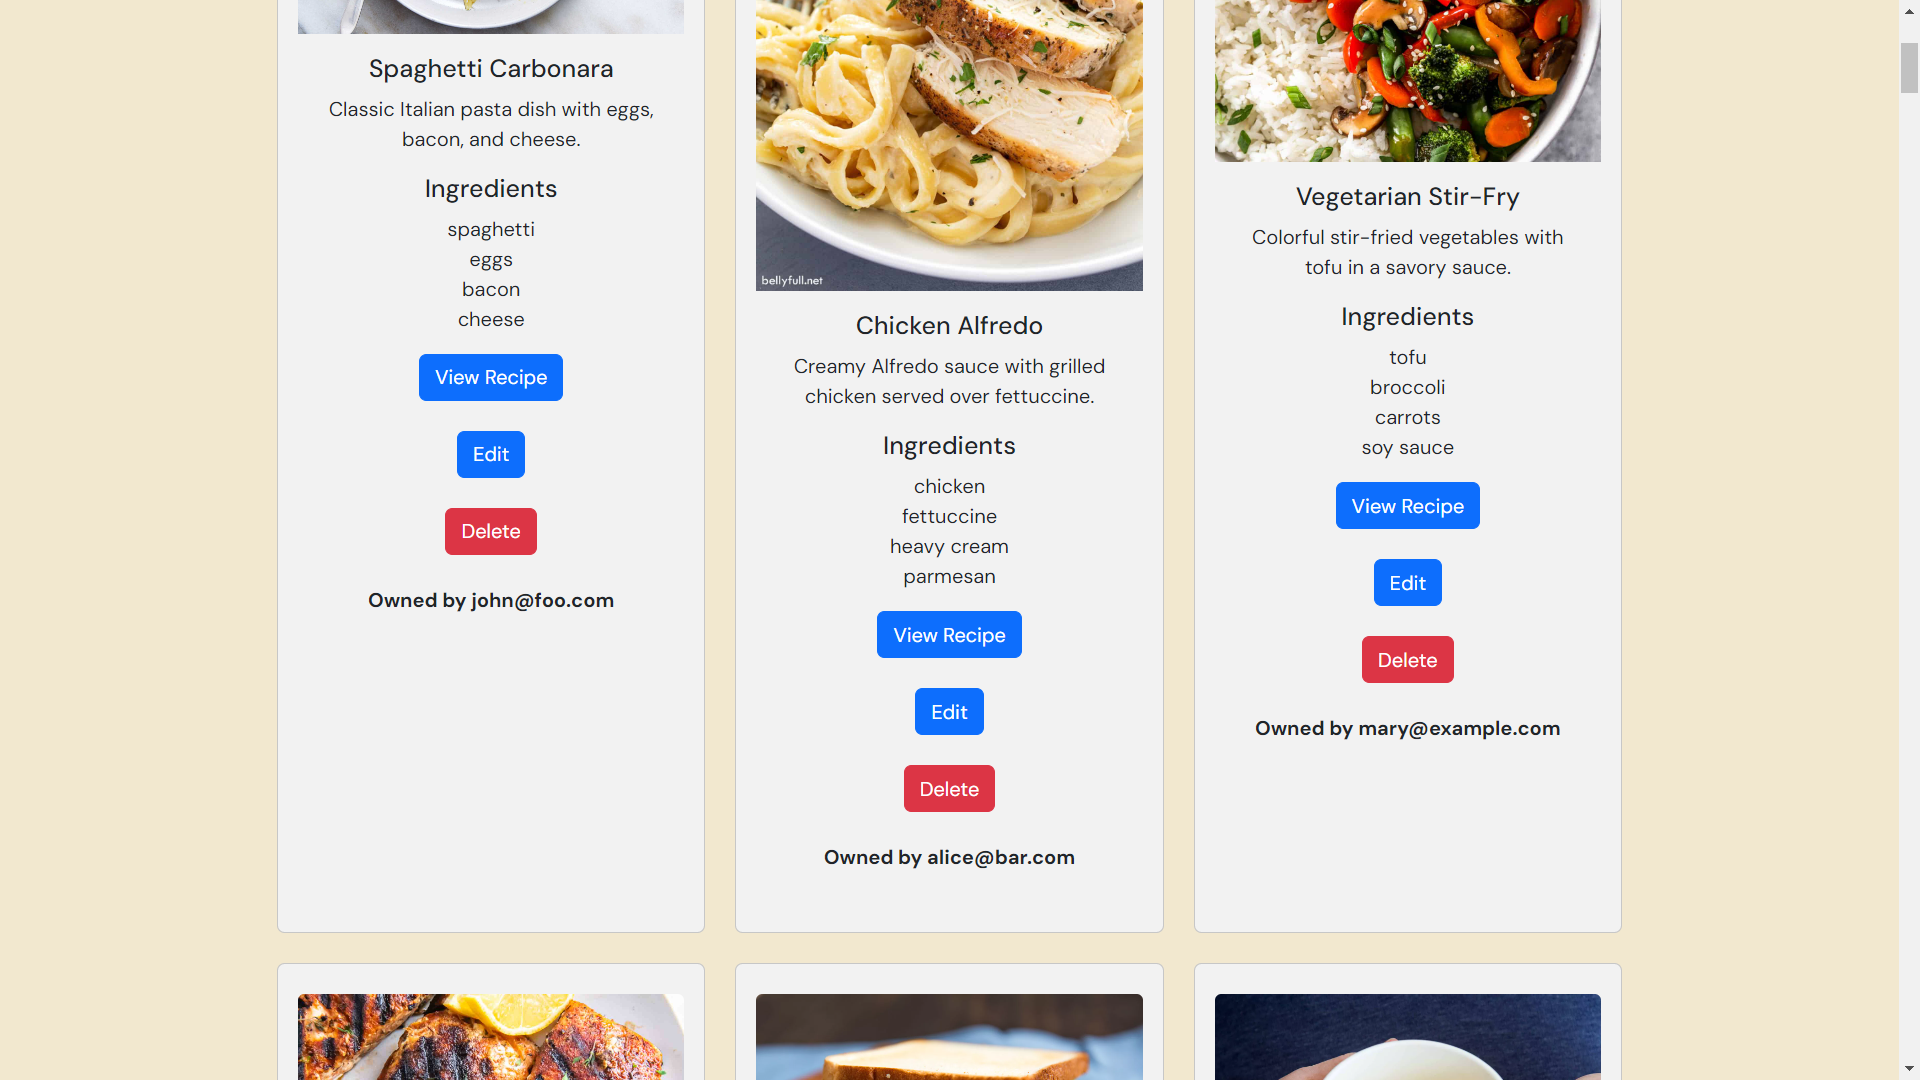 Spaghetti Carbonara
Classic Italian pasta dish with eggs,
bacon, and cheese.
Ingredients
spaghetti
eggs
bacon
cheese
View Recipe
Edit
Delete
Owned by john@foo.com
bellyfull.net
Chicken Alfredo
Creamy Alfredo sauce with grilled
chicken served over fettuccine.
Ingredients
chicken
fettuccine
heavy cream
parmesan
View Recipe
Edit
Delete
Owned by alice@bar.com
Vegetarian Stir-Fry
Colorful stir-fried vegetables with
tofu in a savory sauce.
Ingredients
tofu
broccoli
carrots
soy sauce
View Recipe
Edit
Delete
Owned by mary@example.com